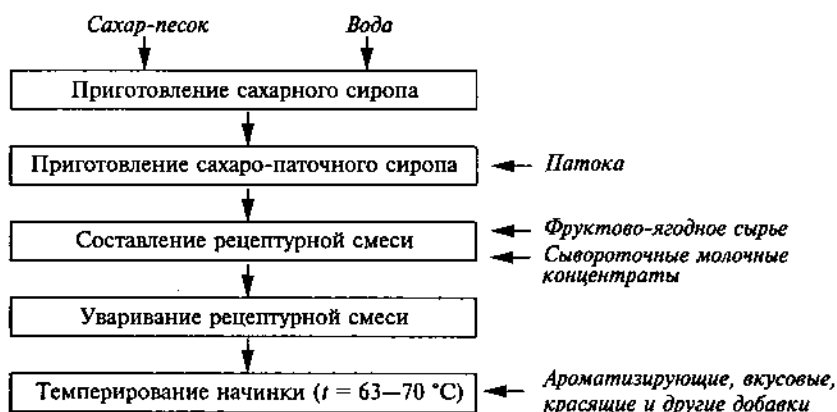 Сахар-песок Вода
Приготовление сахарного сиропа
Приготовление сахаро-паточного сиропа
Патока
Составление рецептурной смеси
Фруктово-ягодное сырье
Сывороточные молочные
концентраты
Уваривание рецептурной смеси
Темперирование начинки (t = 63—70 °С)
Ароматизирующие, вкусовые,
красящие и другие добавки